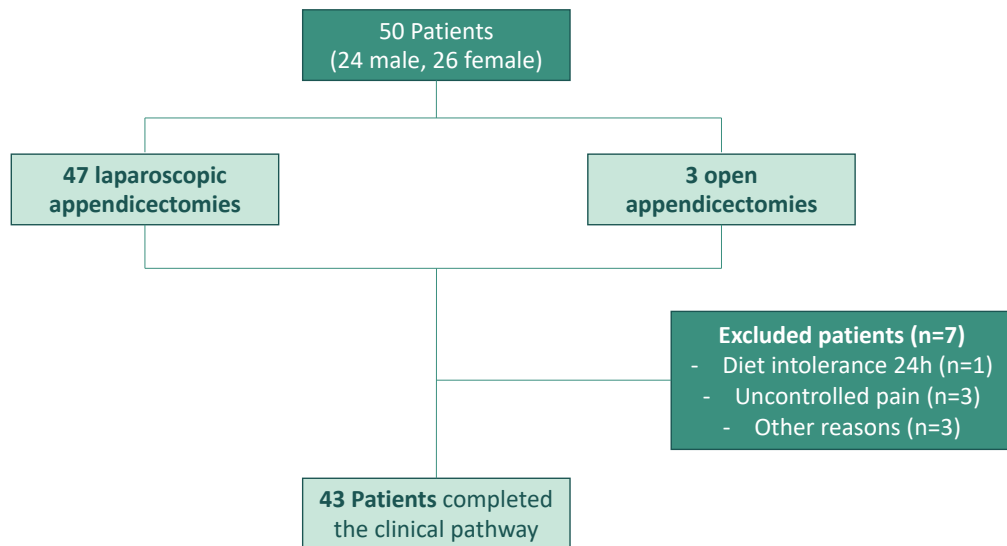 50 Patients
(24 male, 26 female)
47 laparoscopic
appendicectomies
3 open
appendicectomies
Excluded patients (n=7)
- Diet intolerance 24h (n=1)
- Uncontrolled pain (n=3)
- Other reasons (n=3)
43 Patients completed
the clinical pathway